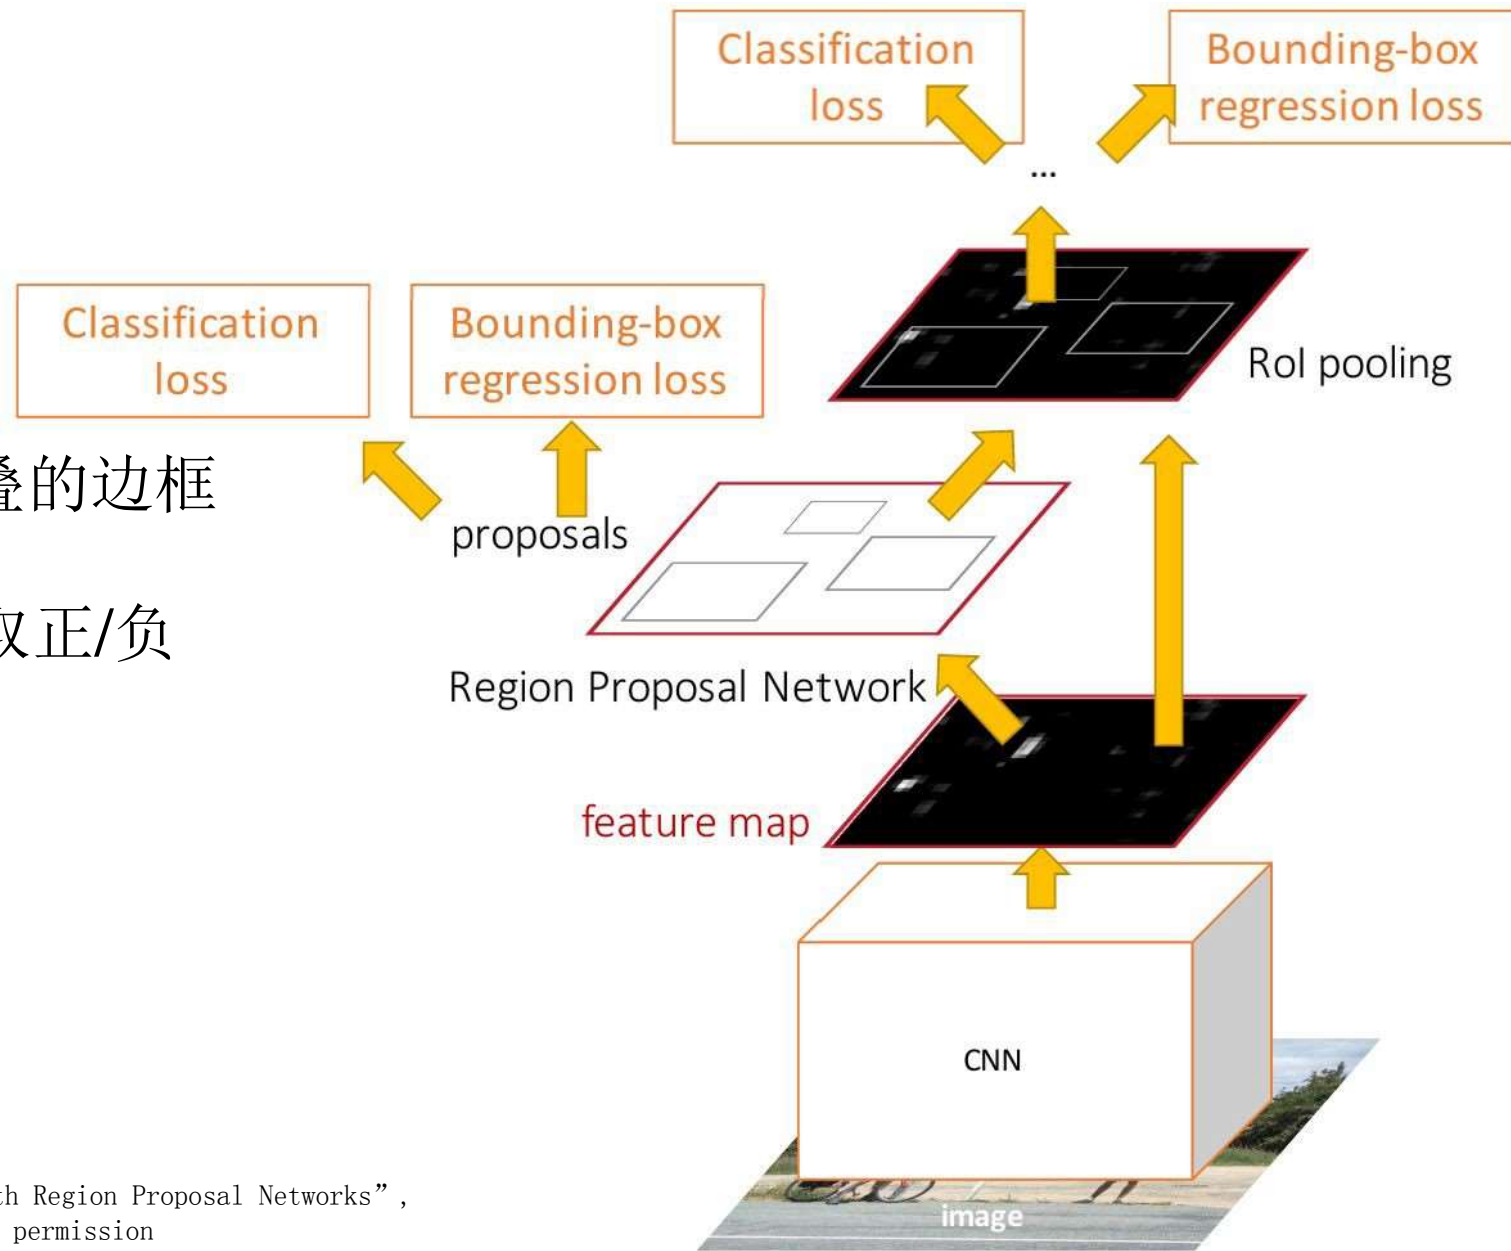 Classification
loss
Bounding-box
regression loss
...
RoI pooling
Classification
loss
Bounding-box
regression loss
叠的边框
proposals
取正/负
Region Proposal Network
feature map
CNN
image
th Region Proposal Networks”,
permission